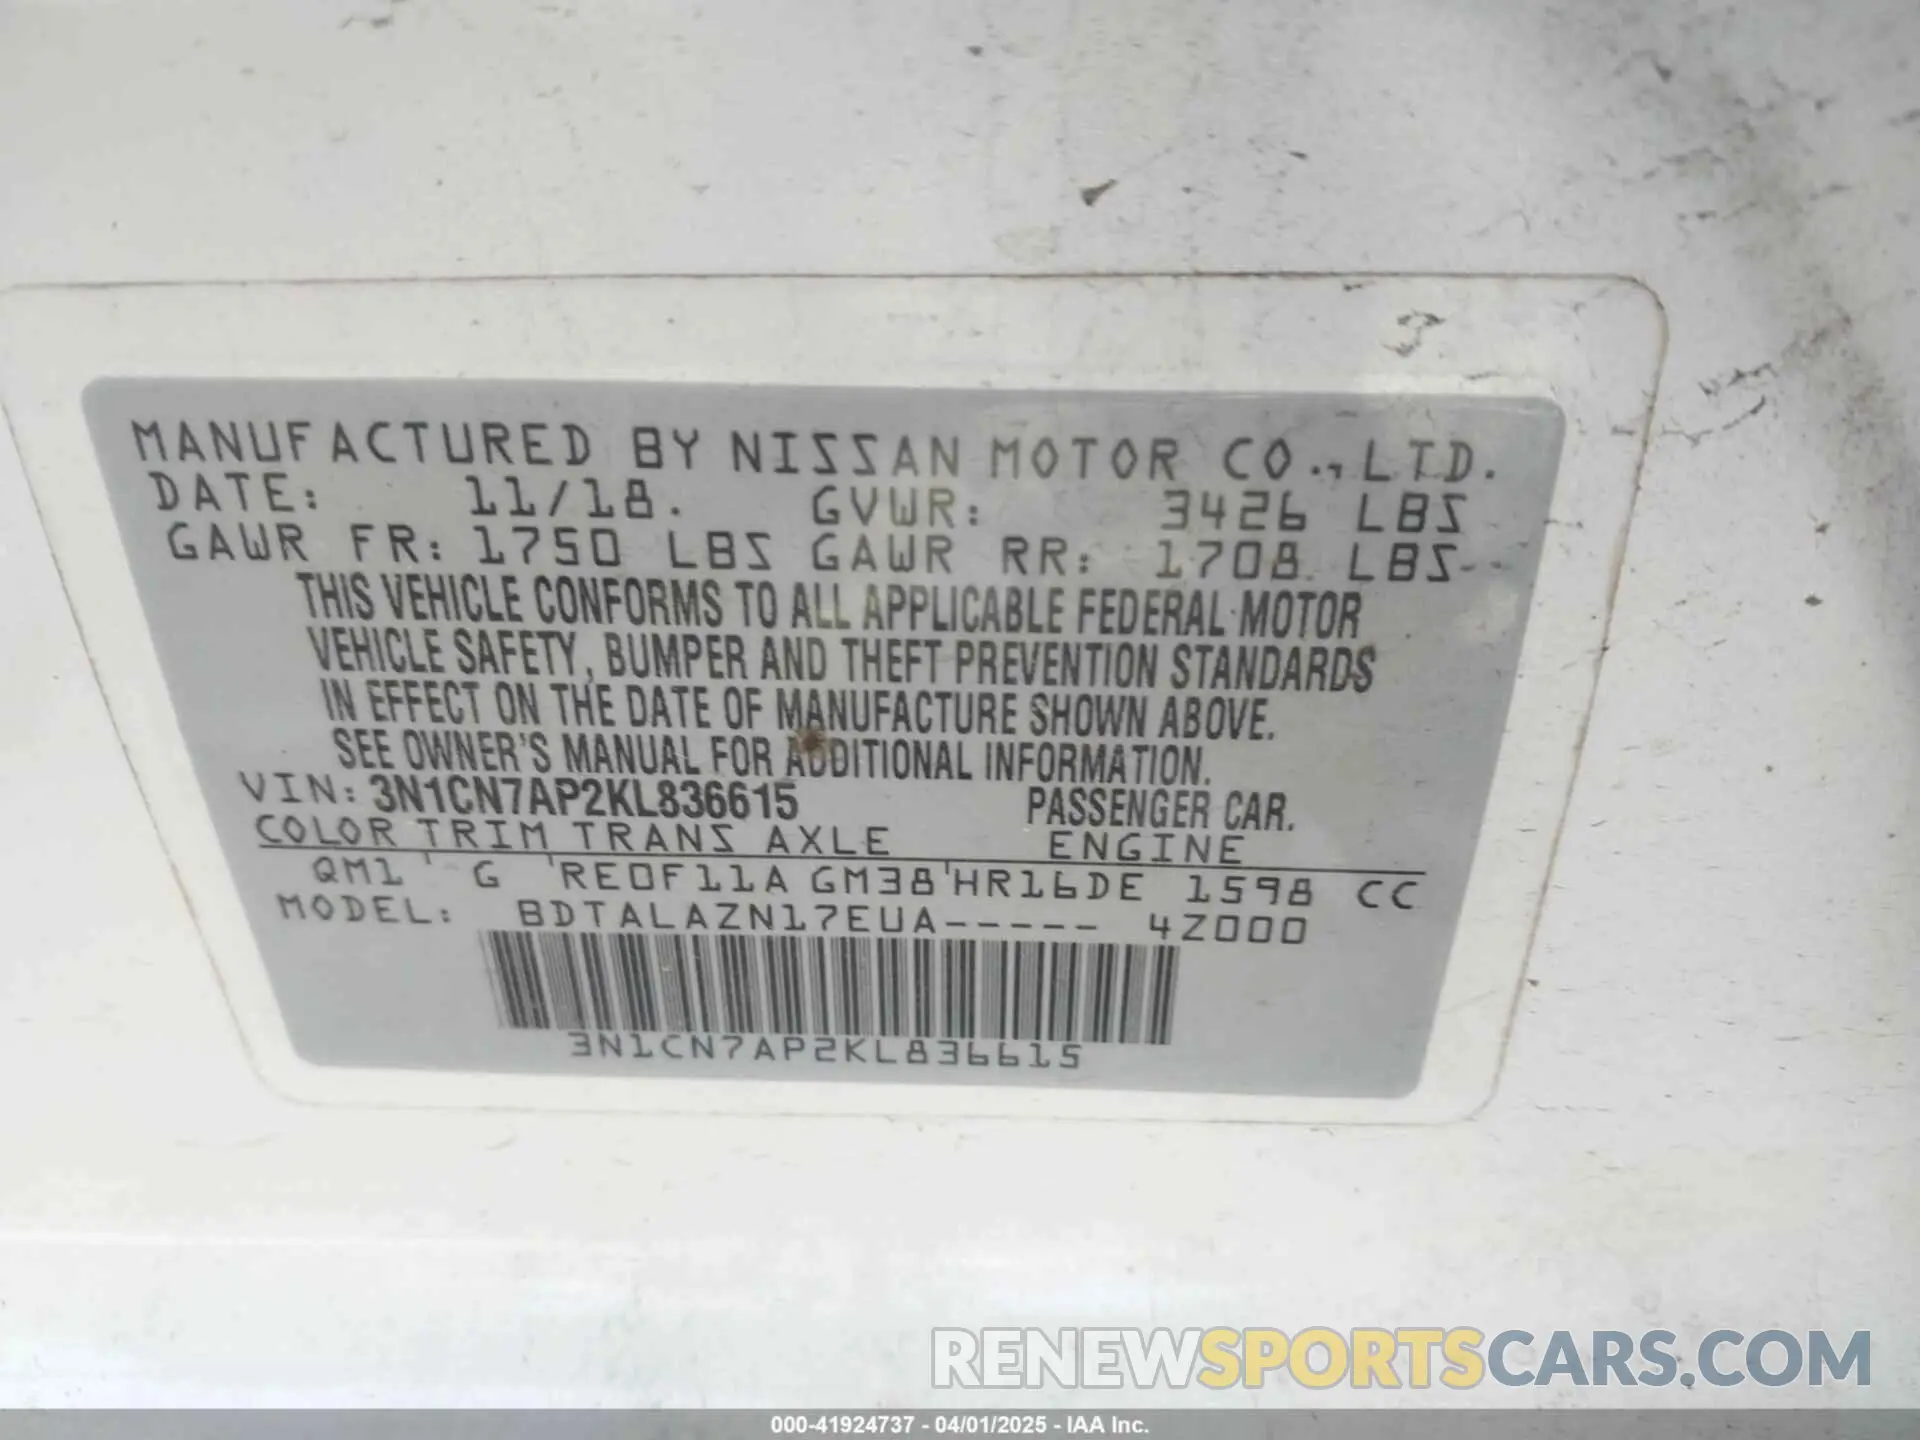 MANUFACTURED BY NISSAN MOTOR CO., LTD.
DATE: 11/18. GVWR: 3426 LBS
GAWR FR: 1750 LBS GAWR RR: 1708 LBS
THIS VEHICLE CONFORMS TO ALL APPLICABLE FEDERAL MOTOR
VEHICLE SAFETY, BUMPER AND THEFT PREVENTION STANDARDS
IN EFFECT ON THE DATE OF MANUFACTURE SHOWN ABOVE.
SEE OWNER'S MANUAL FOR ADDITIONAL INFORMATION.
VIN: 3N1CN7AP2KL836615 PASSENGER CAR.
COLOR TRIM TRANS AXLE ENGINE
QM1 ' G ' RE0F11A GM38 ' HR16DE 1598 CC
MODEL: BDTALAZN17EUA----- 4Z000
3N1CN7AP2KL836615
RENEWSPORTSCARS.COM
000-41924737 - 04/01/2025 - IAA Inc.